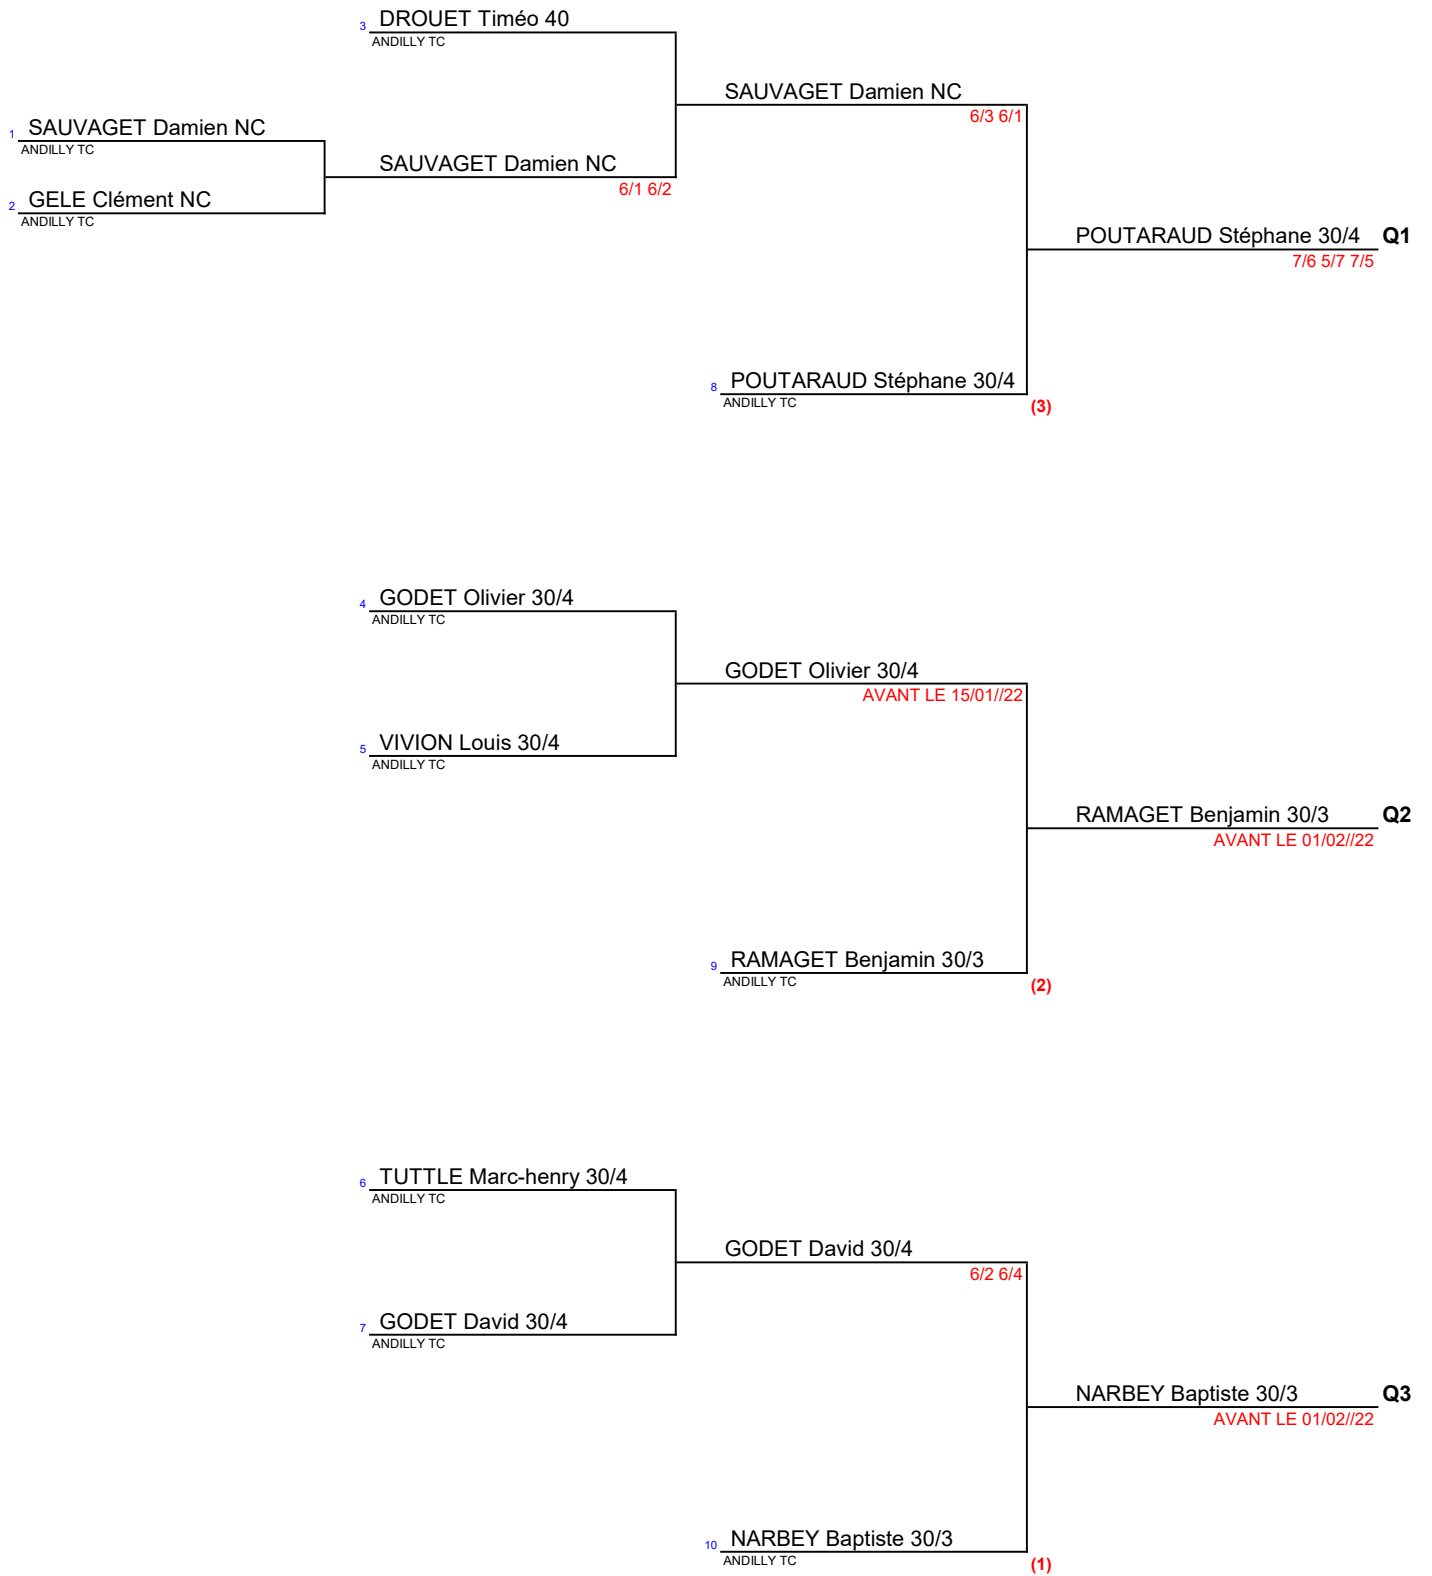 3 DROUET Timéo 40
ANDILLY TC
SAUVAGET Damien NC
6/3 6/1
1 SAUVAGET Damien NC
ANDILLY TC
SAUVAGET Damien NC
6/1 6/2
2 GELE Clément NC
ANDILLY TC
POUTARAUD Stéphane 30/4 Q1
7/6 5/7 7/5
8 POUTARAUD Stéphane 30/4
ANDILLY TC
(3)
4 GODET Olivier 30/4
ANDILLY TC
GODET Olivier 30/4
AVANT LE 15/01//22
5 VIVION Louis 30/4
ANDILLY TC
RAMAGET Benjamin 30/3 Q2
AVANT LE 01/02//22
9 RAMAGET Benjamin 30/3
ANDILLY TC
(2)
6 TUTTLE Marc-henry 30/4
ANDILLY TC
GODET David 30/4
6/2 6/4
7 GODET David 30/4
ANDILLY TC
NARBEY Baptiste 30/3 Q3
AVANT LE 01/02//22
10 NARBEY Baptiste 30/3
ANDILLY TC
(1)